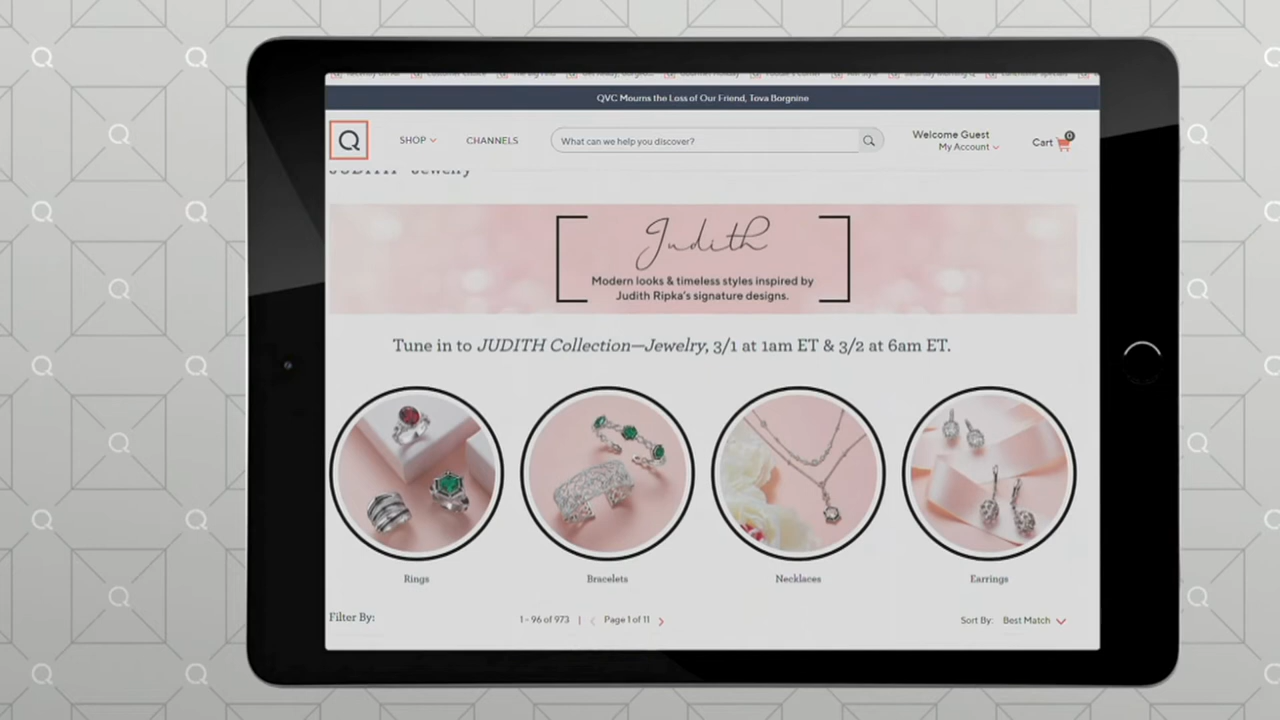 QVC Mourns the Loss of Our Friend, Tova Borgnine
Q
SHOP
CHANNELS
What can we help you discover?
Welcome Guest
My Account
Cart
0
JUDITH—Jewelry
Judith
Modern looks & timeless styles inspired by
Judith Ripka's signature designs.
Tune in to JUDITH Collection—Jewelry, 3/1 at 1am ET & 3/2 at 6am ET.
Rings
Bracelets
Necklaces
Earrings
Filter By:
1 - 96 of 973 | < Page 1 of 11 >
Sort By: Best Match